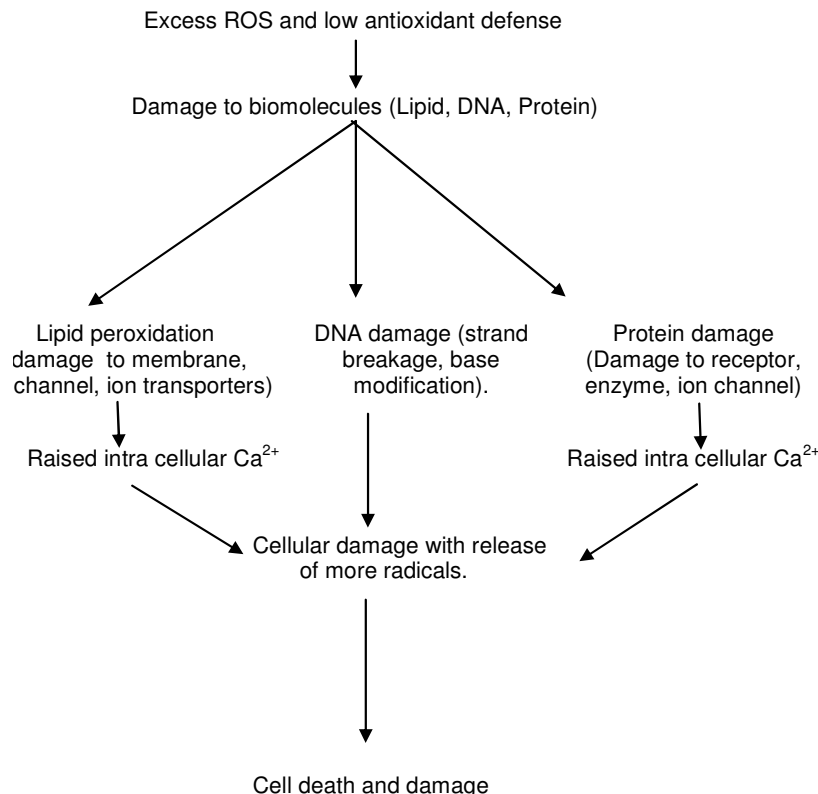 Excess ROS and low antioxidant defense
Damage to biomolecules (Lipid, DNA, Protein)
Lipid peroxidation
damage to membrane,
channel, ion transporters)
DNA damage (strand
breakage, base
modification).
Protein damage
(Damage to receptor,
enzyme, ion channel)
Raised intra cellular Ca²⁺
Raised intra cellular Ca²⁺
Cellular damage with release
of more radicals.
Cell death and damage